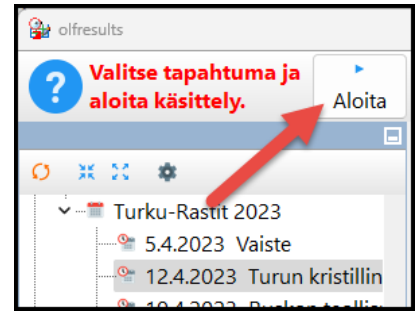 olfresults
Valitse tapahtuma ja
aloita käsittely.
Aloita
Turku-Rastit 2023
5.4.2023 Vaiste
12.4.2023 Turun kristillin